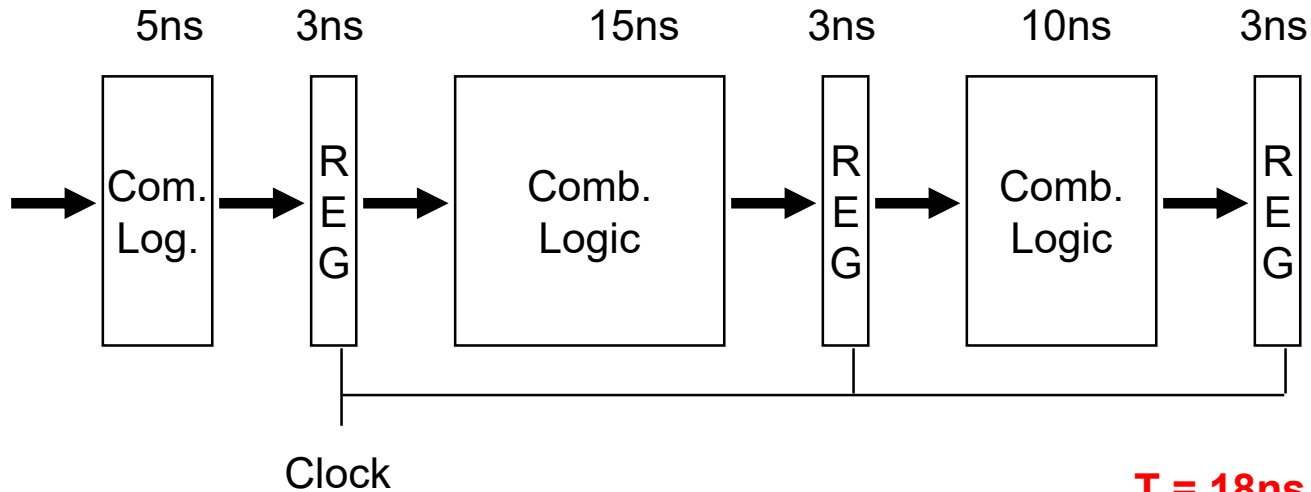 5ns 3ns 15ns 3ns 10ns 3ns
Com.
Log.
R
E
G
Comb.
Logic
R
E
G
Comb.
Logic
R
E
G
Clock
T = 18ns